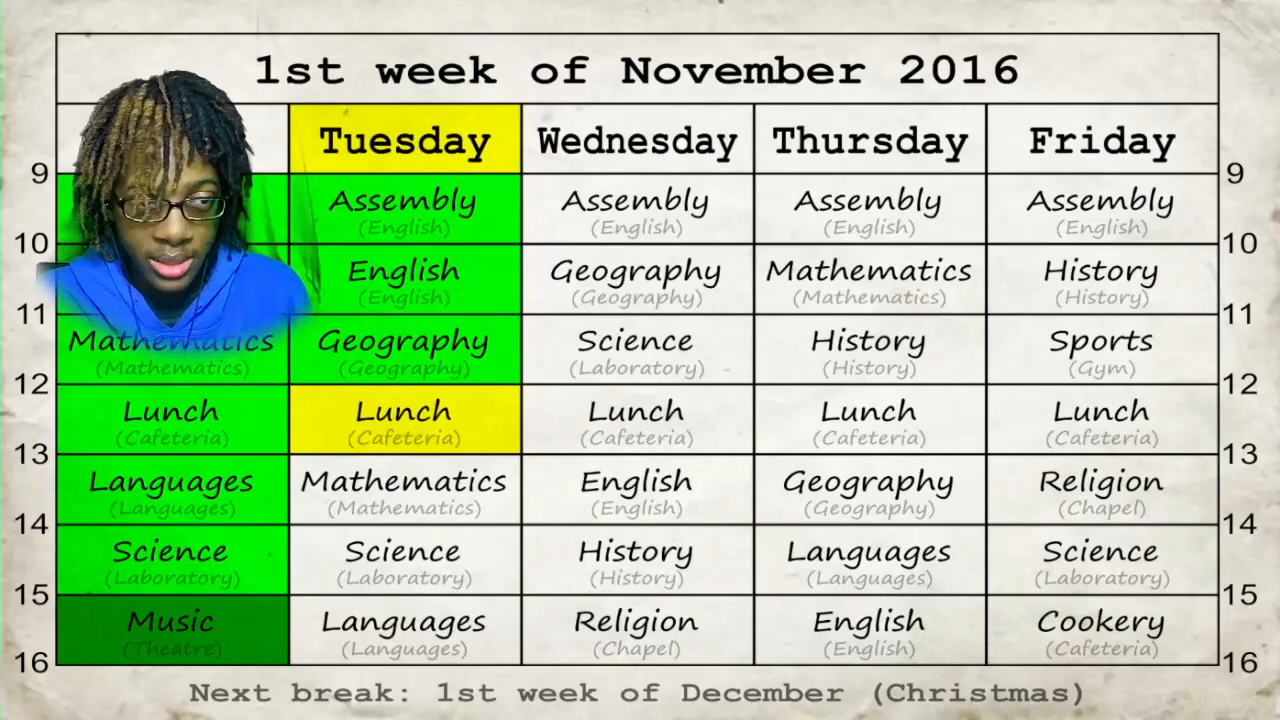 1st week of November 2016
Tuesday Wednesday Thursday Friday
9 9
Assembly Assembly Assembly Assembly
(English) (English) (English) (English)
10 10
English Geography Mathematics History
(English) (Geography) (Mathematics) (History)
11 11
Mathematics Geography Science History Sports
(Mathematics) (Geography) (Laboratory) (History) (Gym)
12 12
Lunch Lunch Lunch Lunch Lunch
(Cafeteria) (Cafeteria) (Cafeteria) (Cafeteria) (Cafeteria)
13 13
Languages Mathematics English Geography Religion
(Languages) (Mathematics) (English) (Geography) (Chapel)
14 14
Science Science History Languages Science
(Laboratory) (Laboratory) (History) (Languages) (Laboratory)
15 15
Music Languages Religion English Cookery
(Theatre) (Languages) (Chapel) (English) (Cafeteria)
16 16
Next break: 1st week of December (Christmas)